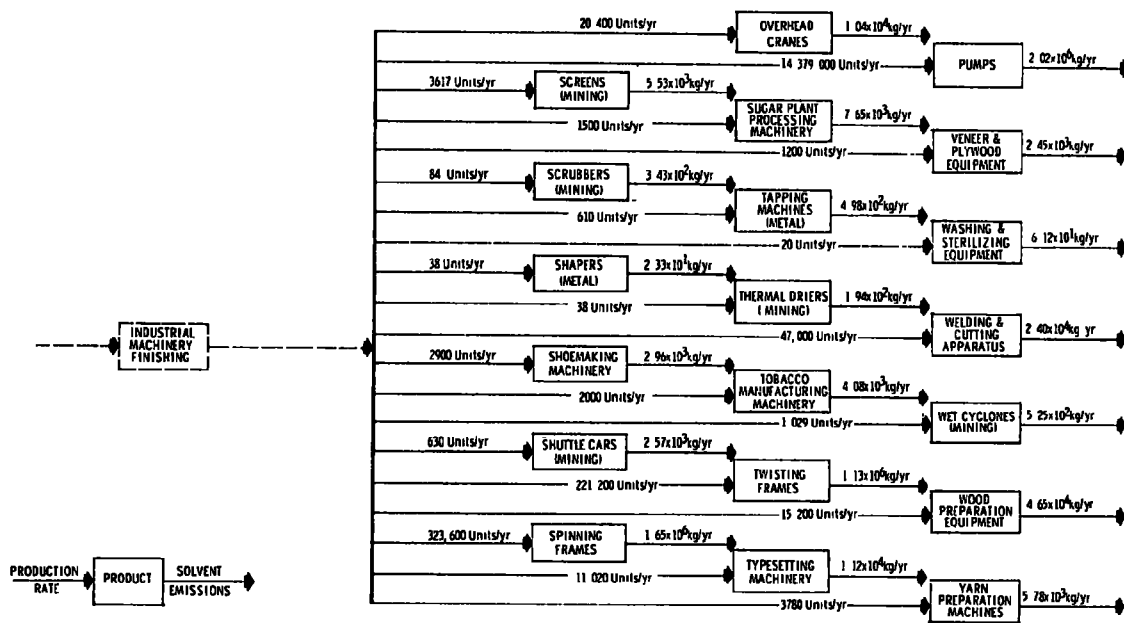 20 400 Units/yr
OVERHEAD
CRANES
1 04x10⁴kg/yr
14 379 000 Units/yr
PUMPS
2 02x10⁶kg/yr
3617 Units/yr
SCREENS
(MINING)
5 53x10³kg/yr
1500 Units/yr
SUGAR PLANT
PROCESSING
MACHINERY
7 65x10³kg/yr
1200 Units/yr
VENEER &
PLYWOOD
EQUIPMENT
2 45x10³kg/yr
84 Units/yr
SCRUBBERS
(MINING)
3 43x10²kg/yr
610 Units/yr
TAPPING
MACHINES
(METAL)
4 98x10²kg/yr
20 Units/yr
WASHING &
STERILIZING
EQUIPMENT
6 12x10¹kg/yr
38 Units/yr
SHAPERS
(METAL)
2 33x10¹kg/yr
38 Units/yr
THERMAL DRIERS
(MINING)
1 94x10²kg/yr
47,000 Units/yr
WELDING &
CUTTING
APPARATUS
2 40x10⁴kg yr
INDUSTRIAL
MACHINERY
FINISHING
2900 Units/yr
SHOEMAKING
MACHINERY
2 96x10³kg/yr
2000 Units/yr
TOBACCO
MANUFACTURING
MACHINERY
4 08x10³kg/yr
1 029 Units/yr
WET CYCLONES
(MINING)
5 25x10²kg/yr
630 Units/yr
SHUTTLE CARS
(MINING)
2 57x10³kg/yr
221 200 Units/yr
TWISTING
FRAMES
1 13x10⁶kg/yr
15 200 Units/yr
WOOD
PREPARATION
EQUIPMENT
4 65x10⁴kg/yr
323,600 Units/yr
SPINNING
FRAMES
1 65x10⁶kg/yr
11 020 Units/yr
TYPESETTING
MACHINERY
1 12x10⁴kg/yr
3780 Units/yr
YARN
PREPARATION
MACHINES
5 78x10³kg/yr
PRODUCTION
RATE
PRODUCT
SOLVENT
EMISSIONS